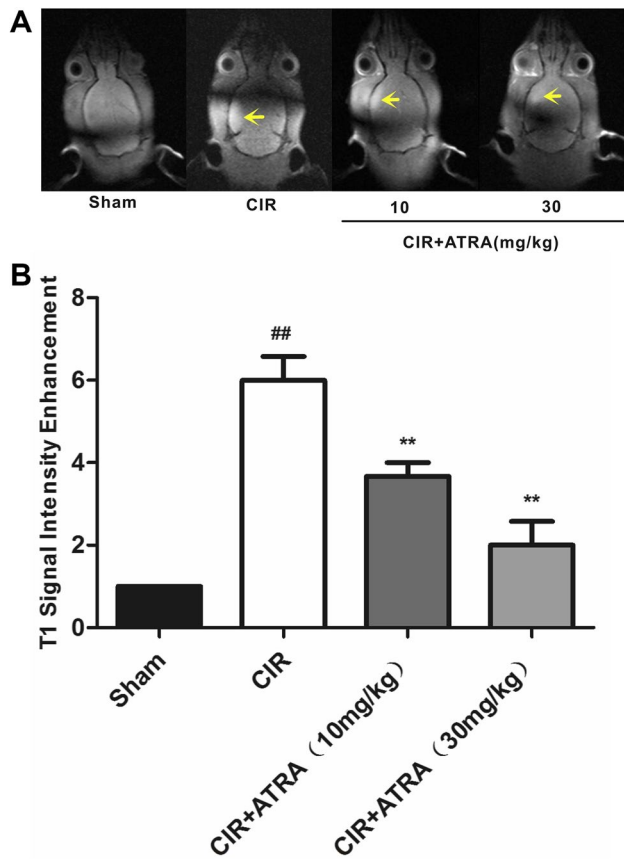 A
Sham
CIR
10
30
CIR+ATRA(mg/kg)
B
T1 Signal Intensity Enhancement
8
6
4
2
0
##
**
**
Sham
CIR
CIR+ATRA（10mg/kg）
CIR+ATRA（30mg/kg）